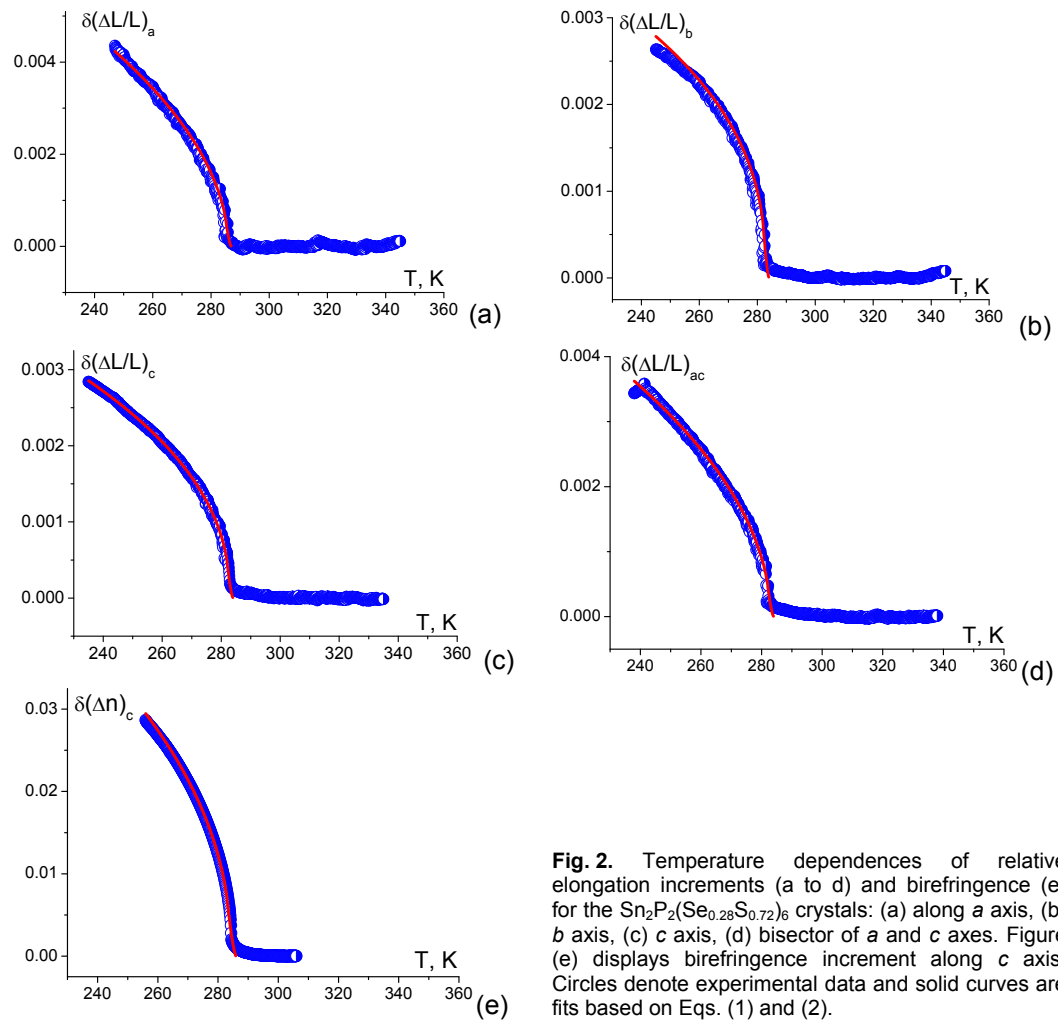 δ(ΔL/L)a
0.004
0.002
0.000
T, K
240 260 280 300 320 340 360
(a)
0.003
δ(ΔL/L)b
0.002
0.001
0.000
T, K
240 260 280 300 320 340 360
(b)
δ(ΔL/L)c
0.003
0.002
0.001
0.000
T, K
240 260 280 300 320 340 360
(c)
0.004
δ(ΔL/L)ac
0.002
0.000
T, K
240 260 280 300 320 340 360
(d)
0.03
δ(Δn)c
0.02
0.01
0.00
T, K
240 260 280 300 320 340 360
(e)
Fig. 2. Temperature dependences of relative
elongation increments (a to d) and birefringence (e
for the Sn₂P₂(Se₀.₂₈S₀.₇₂)₆ crystals: (a) along a axis, (b
b axis, (c) c axis, (d) bisector of a and c axes. Figure
(e) displays birefringence increment along c axis
Circles denote experimental data and solid curves are
fits based on Eqs. (1) and (2).